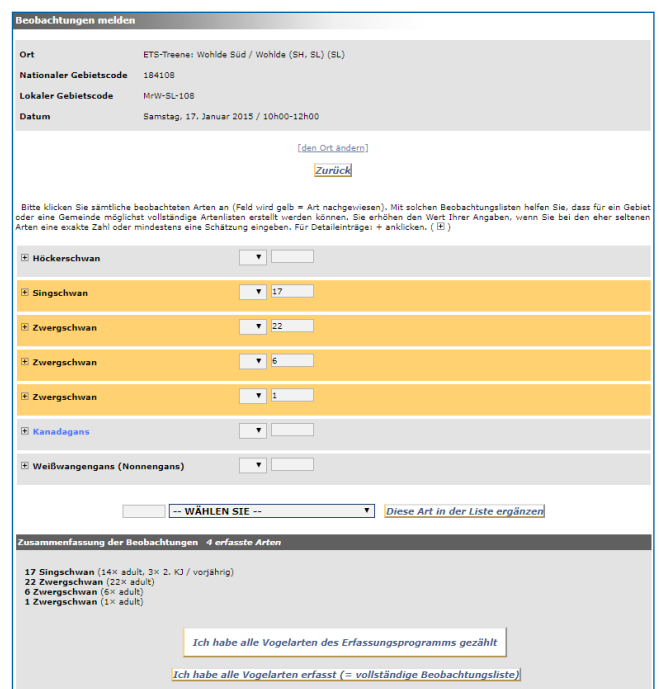 Beobachtungen melden
Ort ETS-Treene: Wohlde Süd / Wohlde (SH, SL) (SL)
Nationaler Gebietscode 184108
Lokaler Gebietscode MrW-SL-108
Datum Samstag, 17. Januar 2015 / 10h00-12h00
[den Ort ändern]
Zurück
Bitte klicken Sie sämtliche beobachteten Arten an (Feld wird gelb = Art nachgewiesen). Mit solchen Beobachtungslisten helfen Sie, dass für ein Gebiet
oder eine Gemeinde möglichst vollständige Artenlisten erstellt werden können. Sie erhöhen den Wert Ihrer Angaben, wenn Sie bei den eher seltenen
Arten eine exakte Zahl oder mindestens eine Schätzung eingeben. Für Detaileinträge: + anklicken. ( ⊞ )
Höckerschwan
Singschwan 17
Zwergschwan 22
Zwergschwan 6
Zwergschwan 1
Kanadagans
Weißwangengans (Nonnengans)
-- WÄHLEN SIE -- Diese Art in der Liste ergänzen
Zusammenfassung der Beobachtungen 4 erfasste Arten
17 Singschwan (14× adult, 3× 2. KJ / vorjährig)
22 Zwergschwan (22× adult)
6 Zwergschwan (6× adult)
1 Zwergschwan (1× adult)
Ich habe alle Vogelarten des Erfassungsprogramms gezählt
Ich habe alle Vogelarten erfasst (= vollständige Beobachtungsliste)